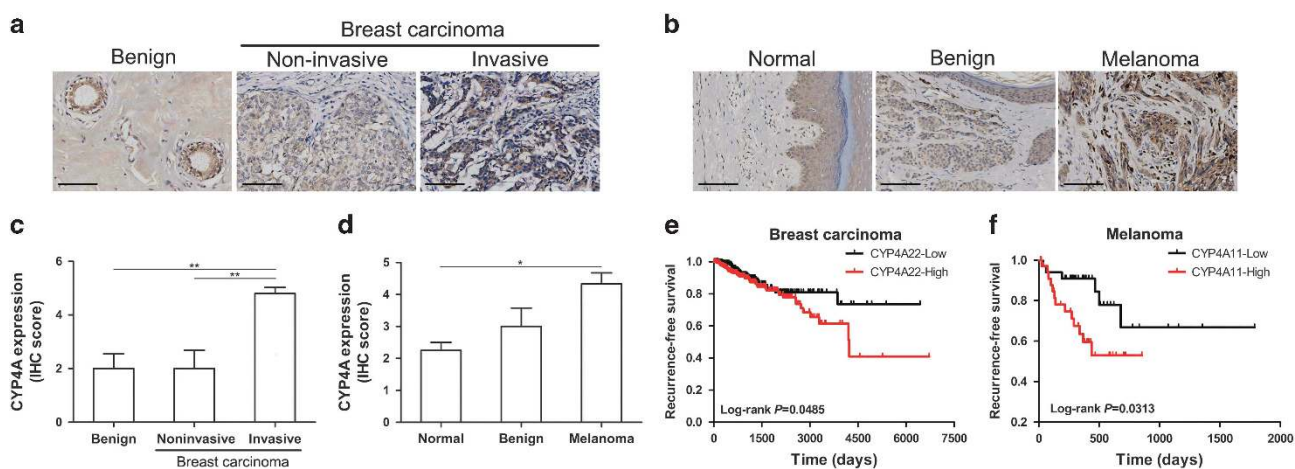 a
Breast carcinoma
Benign
Non-invasive
Invasive
b
Normal
Benign
Melanoma
c
CYP4A expression
(IHC score)
6
4
2
0
**
**
Benign
Noninvasive
Invasive
Breast carcinoma
d
CYP4A expression
(IHC score)
5
4
3
2
1
0
*
Normal
Benign
Melanoma
e
Breast carcinoma
CYP4A22-Low
CYP4A22-High
Recurrence-free survival
1.0
0.8
0.6
0.4
0.2
0
Log-rank P=0.0485
0
1500
3000
4500
6000
7500
Time (days)
f
Melanoma
CYP4A11-Low
CYP4A11-High
Recurrence-free survival
1.0
0.8
0.6
0.4
0.2
Log-rank P=0.0313
0
500
1000
1500
2000
Time (days)